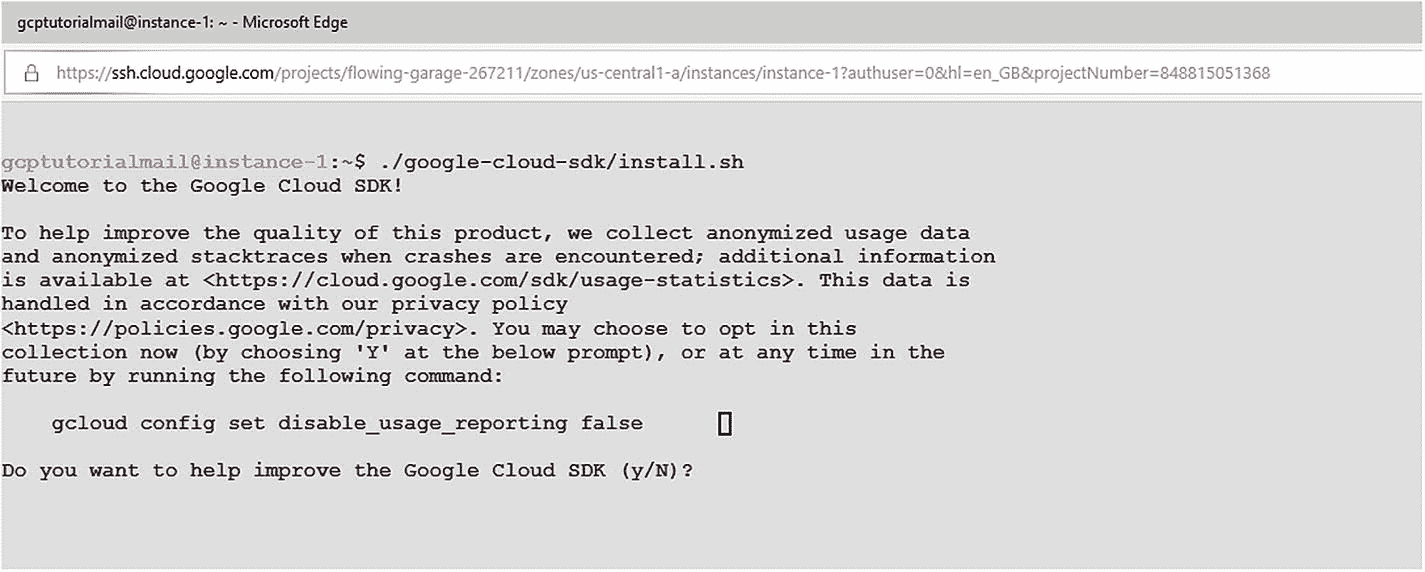 gcptutorialmail@instance-1: ~ - Microsoft Edge
https://ssh.cloud.google.com/projects/flowing-garage-267211/zones/us-central1-a/instances/instance-1?authuser=0&hl=en_GB&projectNumber=848815051368
gcptutorialmail@instance-1:~$ ./google-cloud-sdk/install.sh
Welcome to the Google Cloud SDK!
To help improve the quality of this product, we collect anonymized usage data
and anonymized stacktraces when crashes are encountered; additional information
is available at <https://cloud.google.com/sdk/usage-statistics>. This data is
handled in accordance with our privacy policy
<https://policies.google.com/privacy>. You may choose to opt in this
collection now (by choosing 'Y' at the below prompt), or at any time in the
future by running the following command:
gcloud config set disable_usage_reporting false
Do you want to help improve the Google Cloud SDK (y/N)?